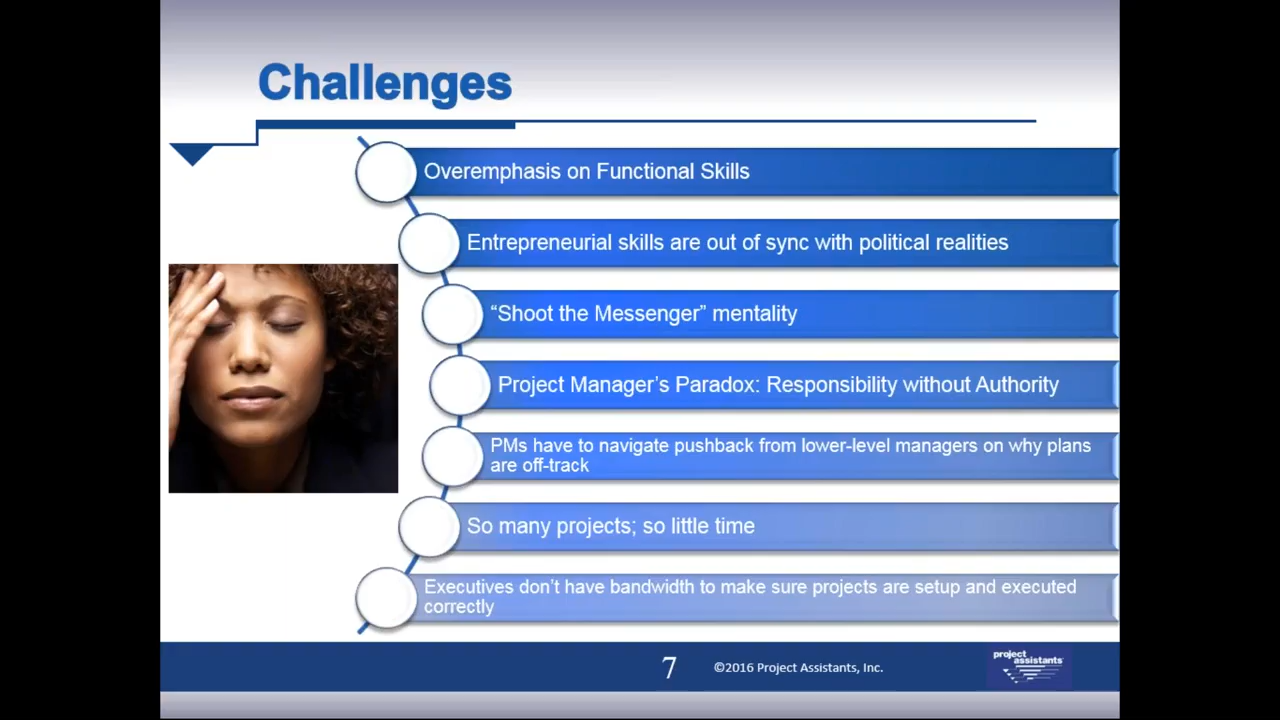 Challenges
Overemphasis on Functional Skills
Entrepreneurial skills are out of sync with political realities
“Shoot the Messenger” mentality
Project Manager’s Paradox: Responsibility without Authority
PMs have to navigate pushback from lower-level managers on why plans
are off-track
So many projects; so little time
Executives don’t have bandwidth to make sure projects are setup and executed
correctly
7
©2016 Project Assistants, Inc.
project
assistants